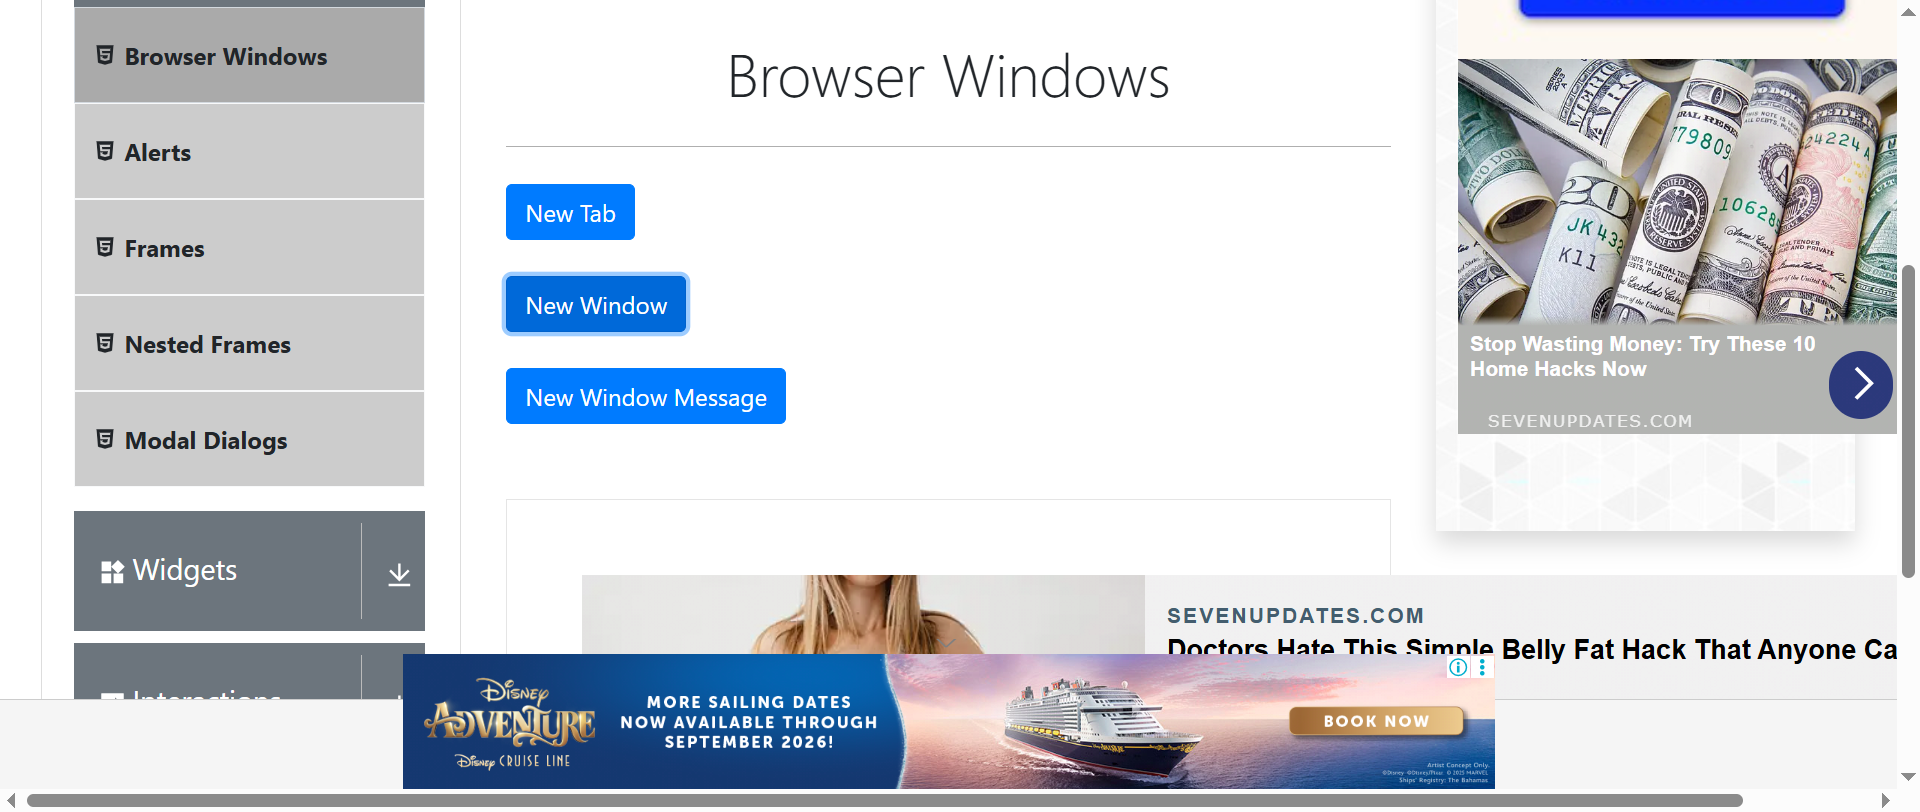 Browser Windows
Alerts
Frames
Nested Frames
Modal Dialogs
Widgets
Interactions
Browser Windows
New Tab
New Window
New Window Message
Stop Wasting Money: Try These 10
Home Hacks Now
SEVENUPDATES.COM
SEVENUPDATES.COM
Doctors Hate This Simple Belly Fat Hack That Anyone Ca
Disney
ADVENTURE
Disney CRUISE LINE
MORE SAILING DATES
NOW AVAILABLE THROUGH
SEPTEMBER 2026!
BOOK NOW
Artist Concept Only.
©Disney ©Disney/Pixar © 2025 MARVEL
Ships' Registry: The Bahamas